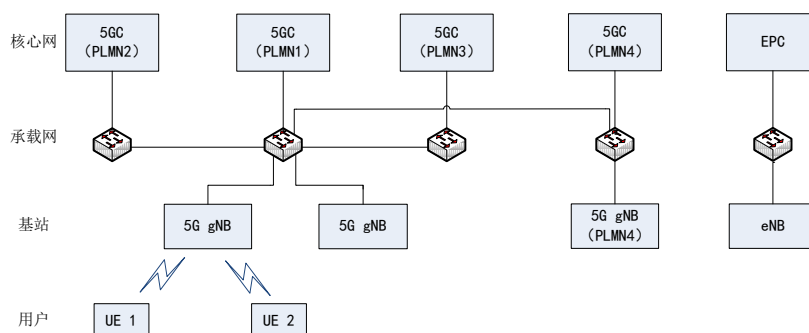 核心网
5GC
(PLMN2)
5GC
(PLMN1)
5GC
(PLMN3)
5GC
(PLMN4)
EPC
承载网
基站
5G gNB
5G gNB
5G gNB
(PLMN4)
eNB
用户
UE 1
UE 2